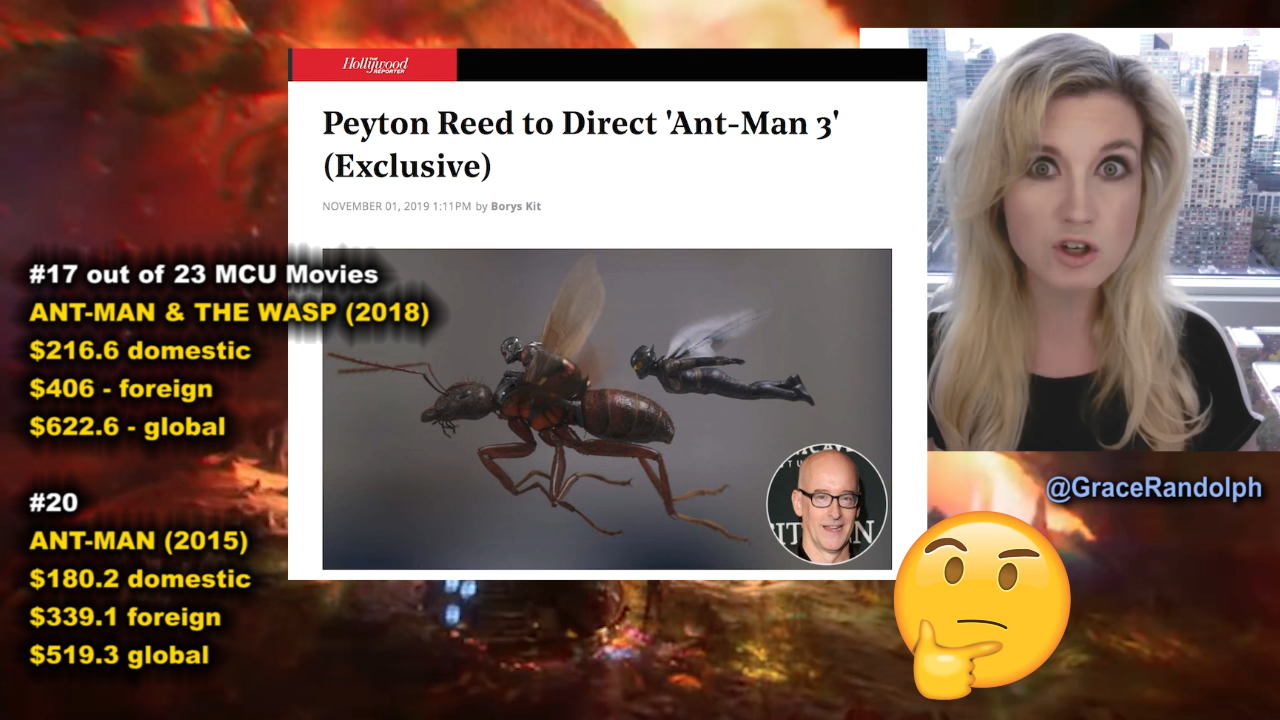 THE
Hollywood
REPORTER
Peyton Reed to Direct 'Ant-Man 3'
(Exclusive)
NOVEMBER 01, 2019 1:11PM by Borys Kit
#17 out of 23 MCU Movies
ANT-MAN & THE WASP (2018)
$216.6 domestic
$406 - foreign
$622.6 - global
#20
ANT-MAN (2015)
$180.2 domestic
$339.1 foreign
$519.3 global
@GraceRandolph